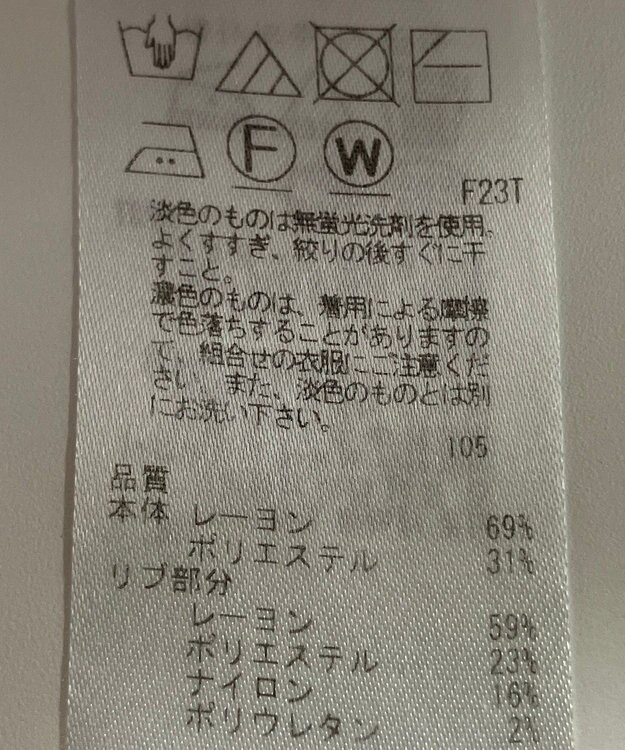 F
W
F23T
淡色のものは無蛍光洗剤を使用。
よくすすぎ、絞りの後すぐに干
すこと。
濃色のものは、着用による摩擦
で色落ちすることがありますの
で、組合せの衣服にご注意くだ
さい。また、淡色のものとは別
にお洗い下さい。
105
品質
本体 レーヨン 69%
ポリエステル 31%
リブ部分
レーヨン 59%
ポリエステル 23%
ナイロン 16%
ポリウレタン 2%